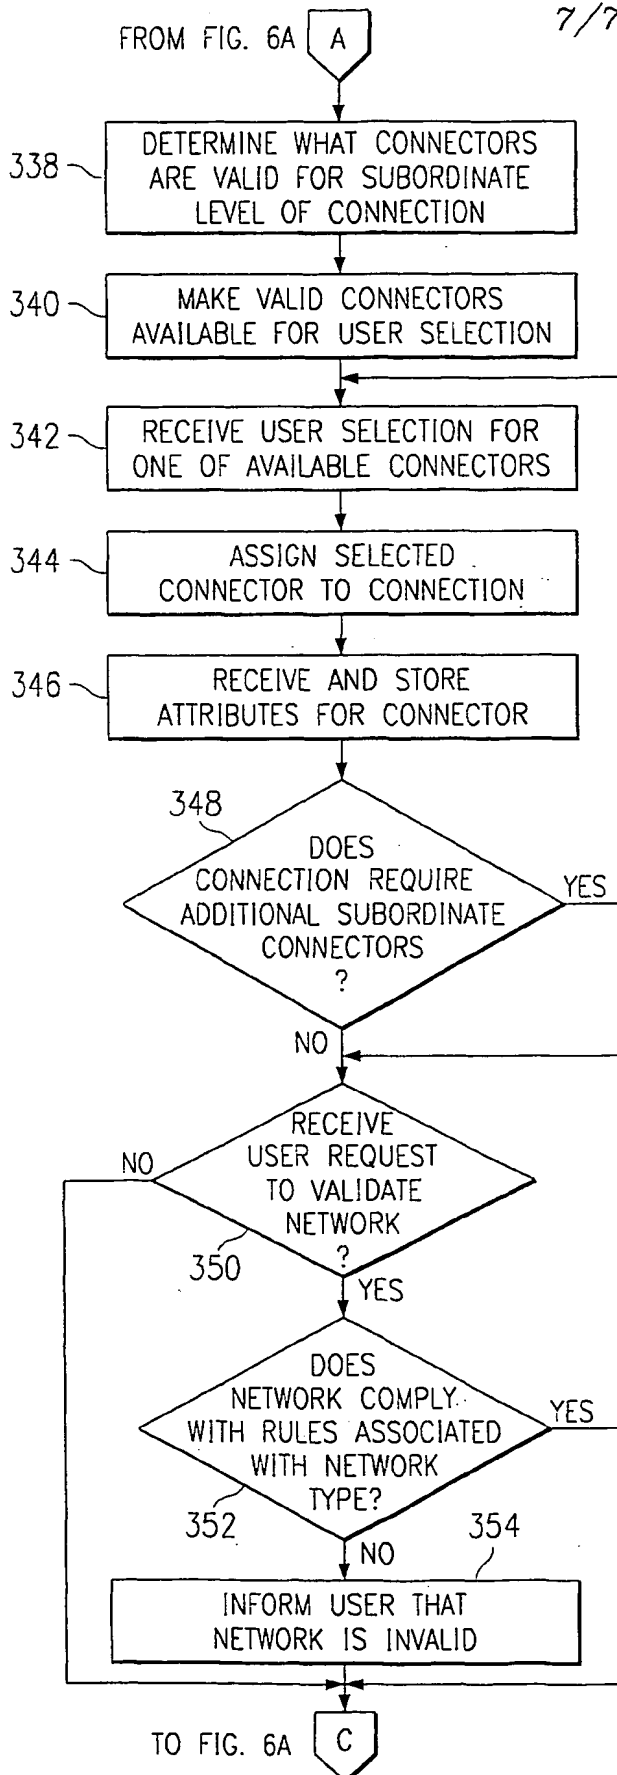 7/7
FROM FIG. 6A
A
338
DETERMINE WHAT CONNECTORS
ARE VALID FOR SUBORDINATE
LEVEL OF CONNECTION
340
MAKE VALID CONNECTORS
AVAILABLE FOR USER SELECTION
342
RECEIVE USER SELECTION FOR
ONE OF AVAILABLE CONNECTORS
344
ASSIGN SELECTED
CONNECTOR TO CONNECTION
346
RECEIVE AND STORE
ATTRIBUTES FOR CONNECTOR
348
DOES
CONNECTION REQUIRE
ADDITIONAL SUBORDINATE
CONNECTORS
?
YES
NO
RECEIVE
USER REQUEST
TO VALIDATE
NETWORK
?
NO
350
YES
DOES
NETWORK COMPLY
WITH RULES ASSOCIATED
WITH NETWORK
TYPE?
YES
352
NO
354
INFORM USER THAT
NETWORK IS INVALID
TO FIG. 6A
C